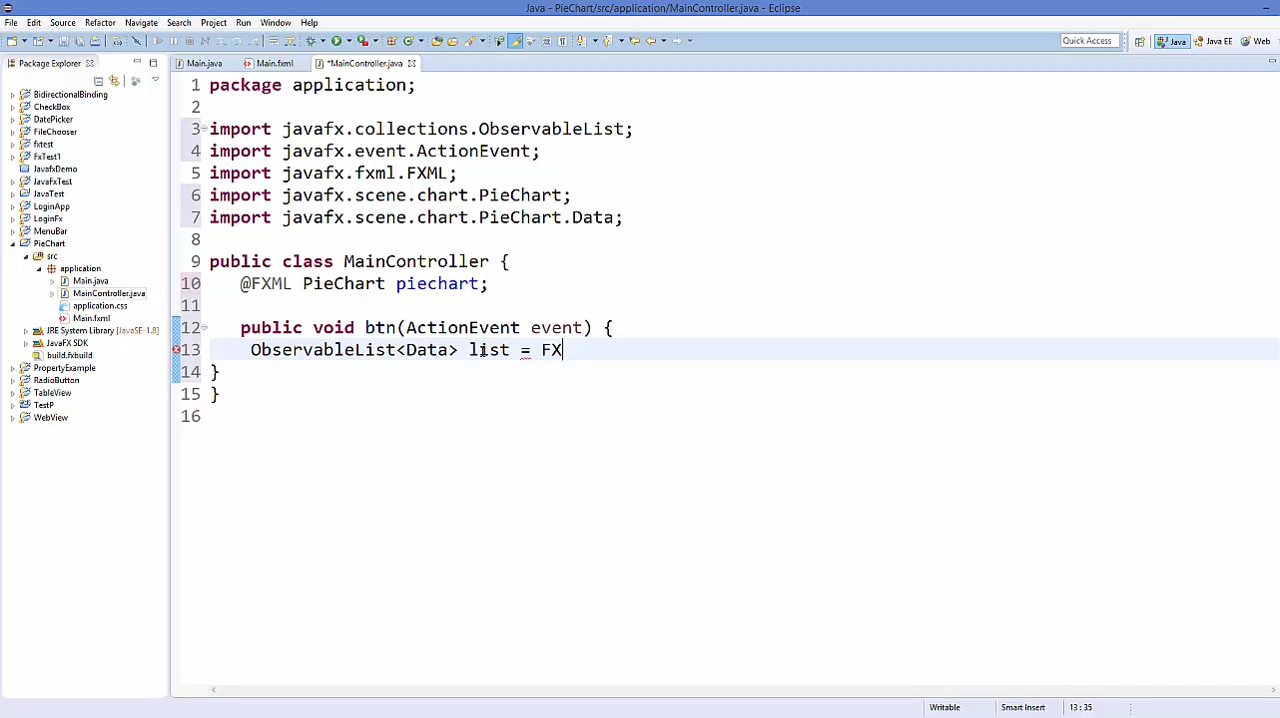 Java - PieChart/src/application/MainController.java - Eclipse
File Edit Source Refactor Navigate Search Project Run Window Help
Quick Access
Java
Java EE
Web
Package Explorer
Main.java
Main.fxml
*MainController.java
BidirectionalBinding
CheckBox
DatePicker
FileChooser
fxtest
FxTest1
JavafxDemo
JavaFxTest
JavaTest
LoginApp
LoginFx
MenuBar
PieChart
src
application
Main.java
MainController.java
application.css
Main.fxml
JRE System Library [JavaSE-1.8]
JavaFX SDK
build.fxbuild
PropertyExample
RadioButton
TableView
TestP
WebView
1 package application;
2
3 import javafx.collections.ObservableList;
4 import javafx.event.ActionEvent;
5 import javafx.fxml.FXML;
6 import javafx.scene.chart.PieChart;
7 import javafx.scene.chart.PieChart.Data;
8
9 public class MainController {
10 @FXML PieChart piechart;
11
12 public void btn(ActionEvent event) {
13 ObservableList<Data> list = FX
14 }
15 }
16
Writable
Smart Insert
13 : 35